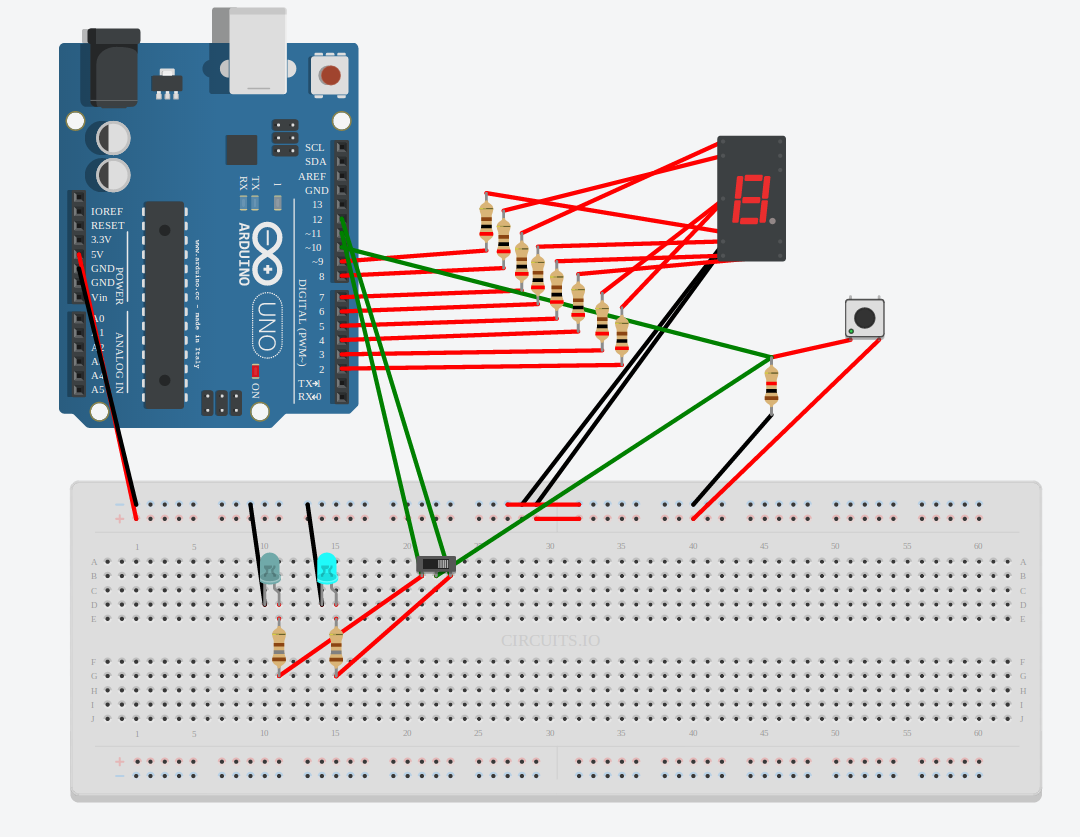 SCL
SDA
AREF
GND
13
12
~11
~10
~9
8
7
6
5
4
3
2
TX→1
RX←0
IOREF
RESET
3.3V
5V
GND
GND
Vin
POWER
A0
A1
A2
A4
A5
ANALOG IN
www.arduino.cc - made in Italy
RX
TX
ARDUINO
UNO
DIGITAL (PWM~)
ON
1 5 10 15 20 25 30 35 40 45 50 55 60
A A
B B
C C
D D
E E
CIRCUITS.IO
F F
G G
H H
I I
J J
1 5 10 15 20 25 30 35 40 45 50 55 60